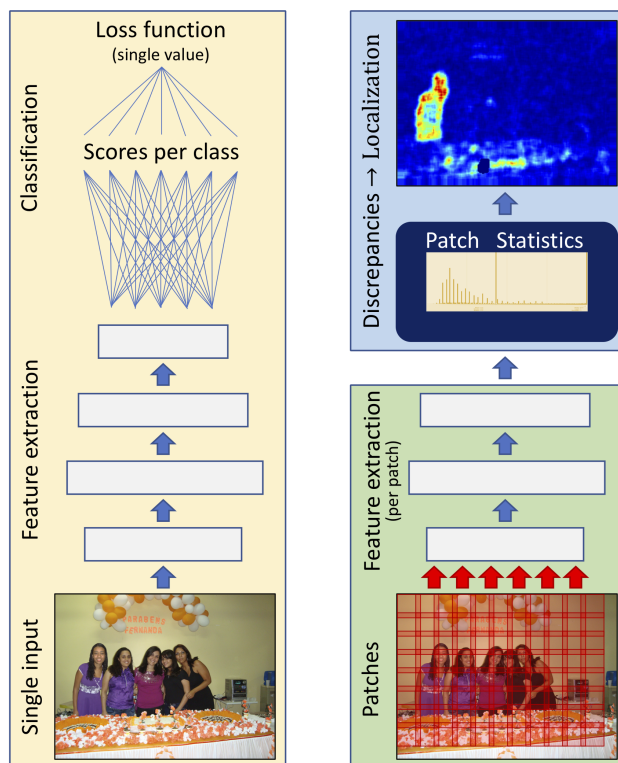 Loss function
(single value)
Scores per class
Classification
Feature extraction
Single input
Discrepancies → Localization
Patch Statistics
Feature extraction
(per patch)
Patches